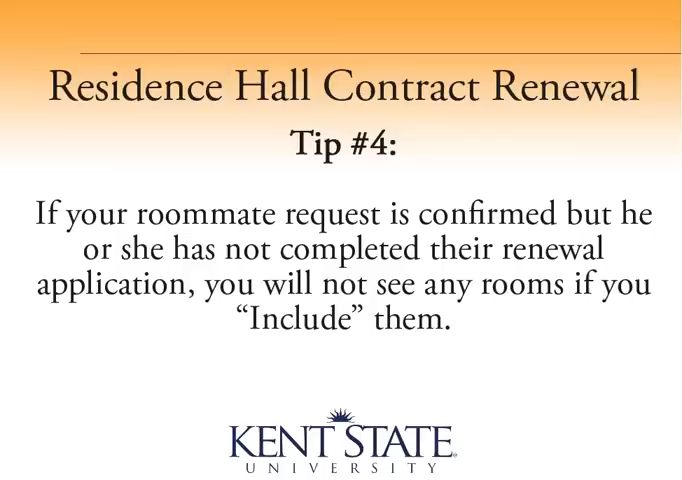 Residence Hall Contract Renewal
Tip #4:
If your roommate request is confirmed but he
or she has not completed their renewal
application, you will not see any rooms if you
“Include” them.
KENT STATE
UNIVERSITY